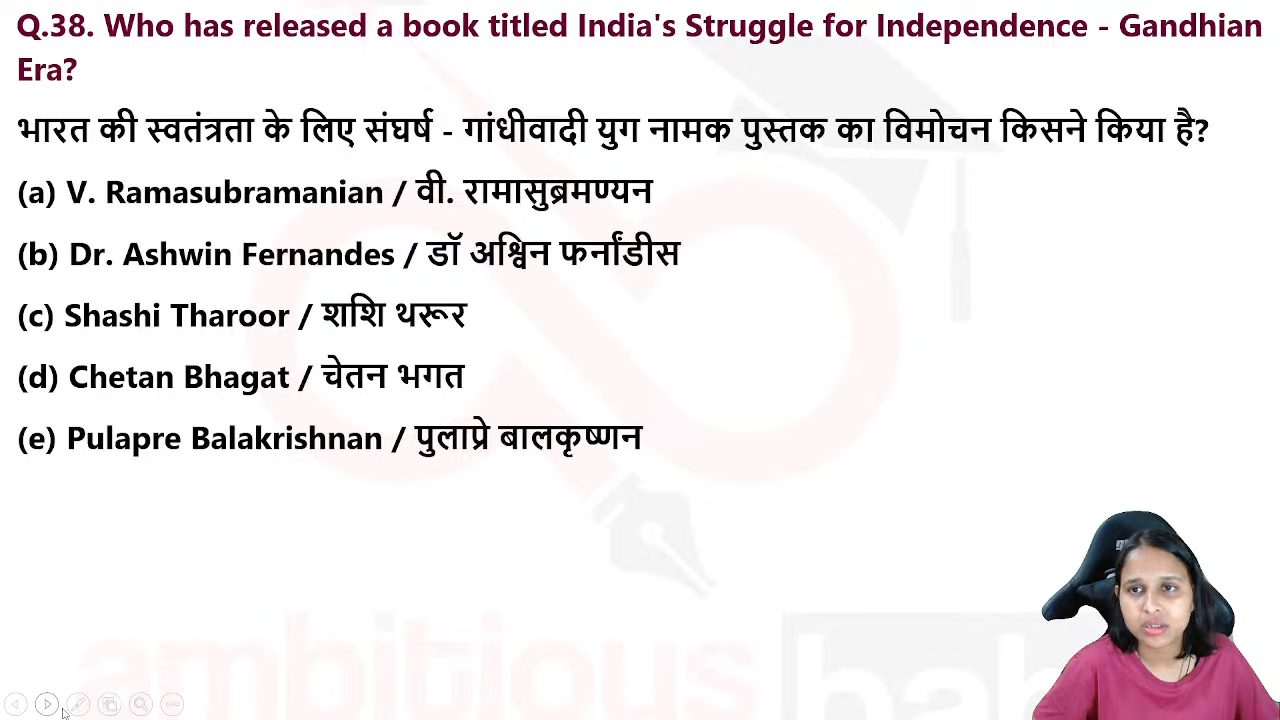 Q.38. Who has released a book titled India's Struggle for Independence - Gandhian
Era?
भारत की स्वतंत्रता के लिए संघर्ष - गांधीवादी युग नामक पुस्तक का विमोचन किसने किया है?
(a) V. Ramasubramanian / वी. रामासुब्रमण्यन
(b) Dr. Ashwin Fernandes / डॉ अश्विन फर्नांडीस
(c) Shashi Tharoor / शशि थरूर
(d) Chetan Bhagat / चेतन भगत
(e) Pulapre Balakrishnan / पुलाप्रे बालकृष्णन
ambitious